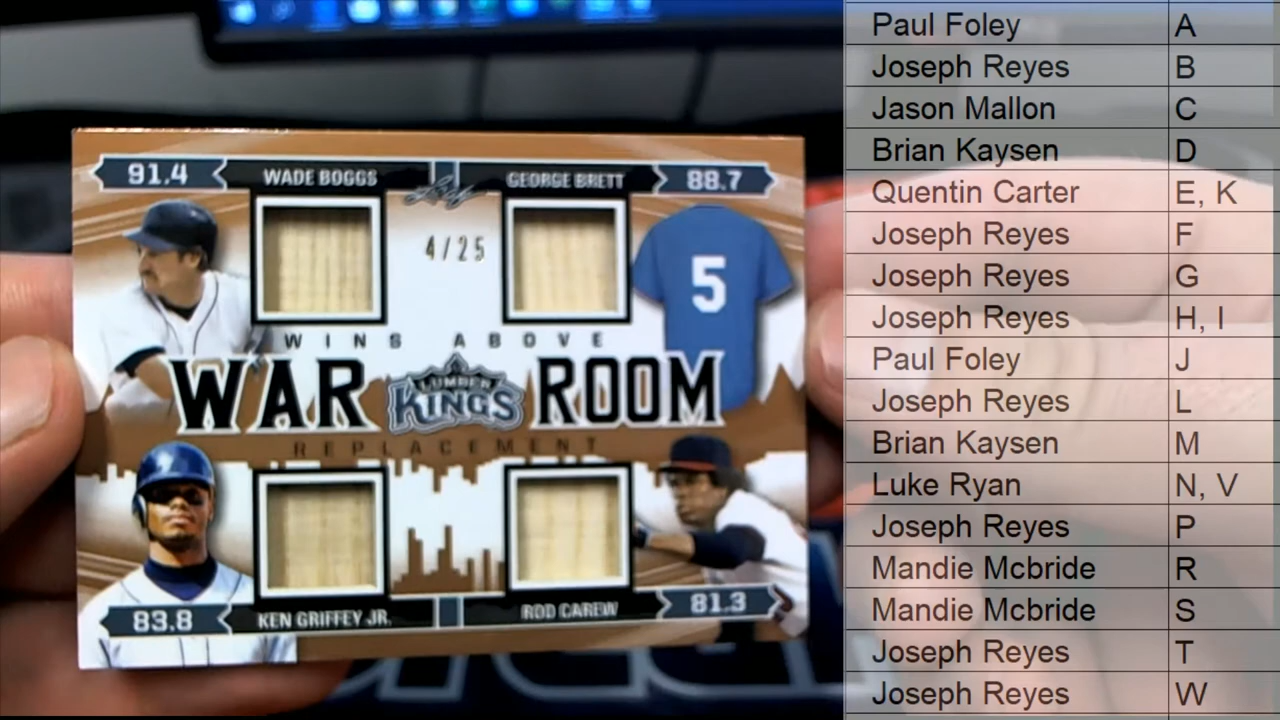 91.4 WADE BOGGS GEORGE BRETT 88.7
Leaf
4/25
5
WINS ABOVE
WAR LUMBER KINGS ROOM
REPLACEMENT
83.8 KEN GRIFFEY JR. ROD CAREW 81.3
Paul Foley A
Joseph Reyes B
Jason Mallon C
Brian Kaysen D
Quentin Carter E, K
Joseph Reyes F
Joseph Reyes G
Joseph Reyes H, I
Paul Foley J
Joseph Reyes L
Brian Kaysen M
Luke Ryan N, V
Joseph Reyes P
Mandie Mcbride R
Mandie Mcbride S
Joseph Reyes T
Joseph Reyes W